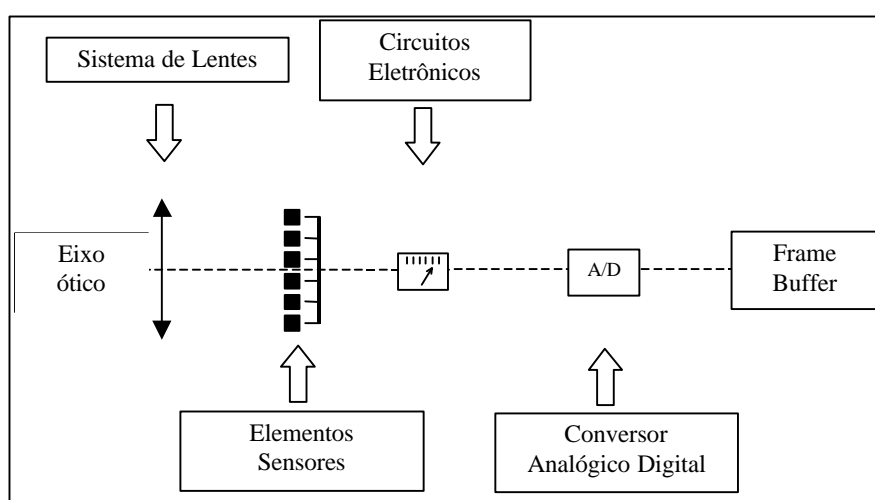 Sistema de Lentes
Circuitos
Eletrônicos
Eixo
ótico
A/D
Frame
Buffer
Elementos
Sensores
Conversor
Analógico Digital